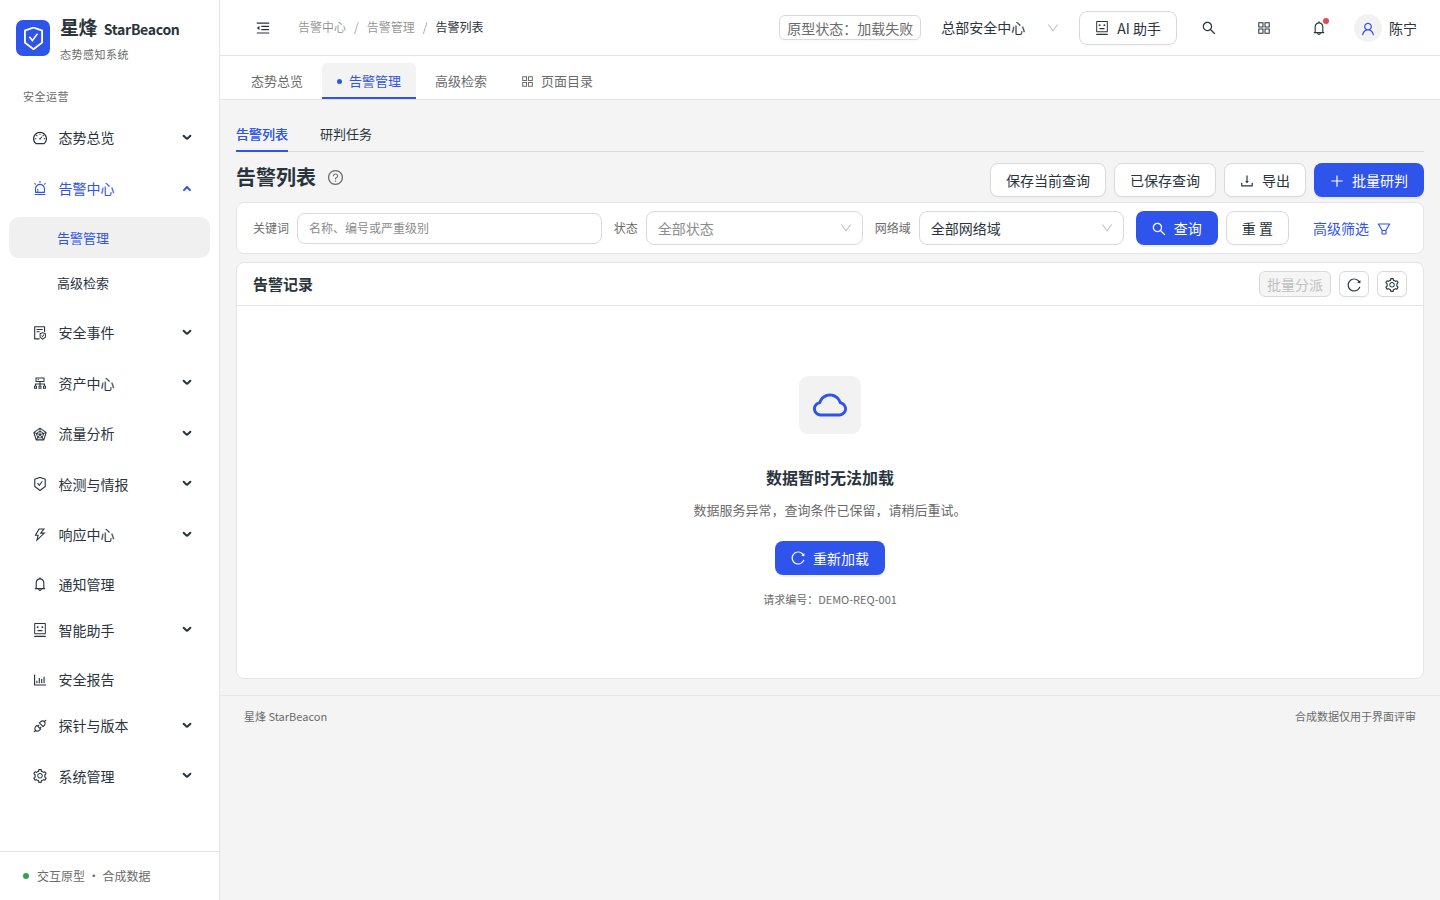 星烽 StarBeacon
态势感知系统
安全运营
态势总览
告警中心
告警管理
高级检索
安全事件
资产中心
流量分析
检测与情报
响应中心
通知管理
智能助手
安全报告
探针与版本
系统管理
交互原型 · 合成数据
告警中心 / 告警管理 / 告警列表
原型状态：加载失败
总部安全中心
AI 助手
陈宁
态势总览
告警管理
高级检索
页面目录
告警列表
研判任务
告警列表
保存当前查询
已保存查询
导出
批量研判
关键词
名称、编号或严重级别
状态
全部状态
网络域
全部网络域
查询
重 置
高级筛选
告警记录
批量分派
数据暂时无法加载
数据服务异常，查询条件已保留，请稍后重试。
重新加载
请求编号：DEMO-REQ-001
星烽 StarBeacon
合成数据仅用于界面评审